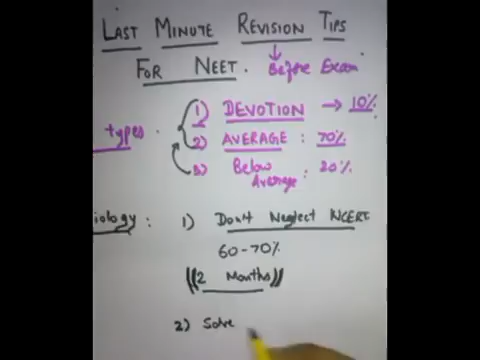 LAST MINUTE REVISION TIPS
FOR NEET. Before Exam
types. 1) DEVOTION → 10%
2) AVERAGE : 70%
3) Below Average : 20%
iology : 1) Don't Neglect NCERT
60-70%
((2 Months))
2) Solve